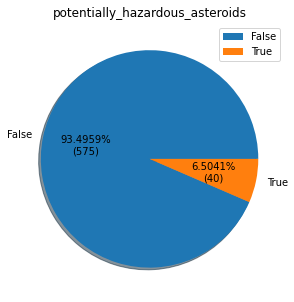 potentially_hazardous_asteroids
False
True
False
93.4959%
(575)
6.5041%
(40)
True